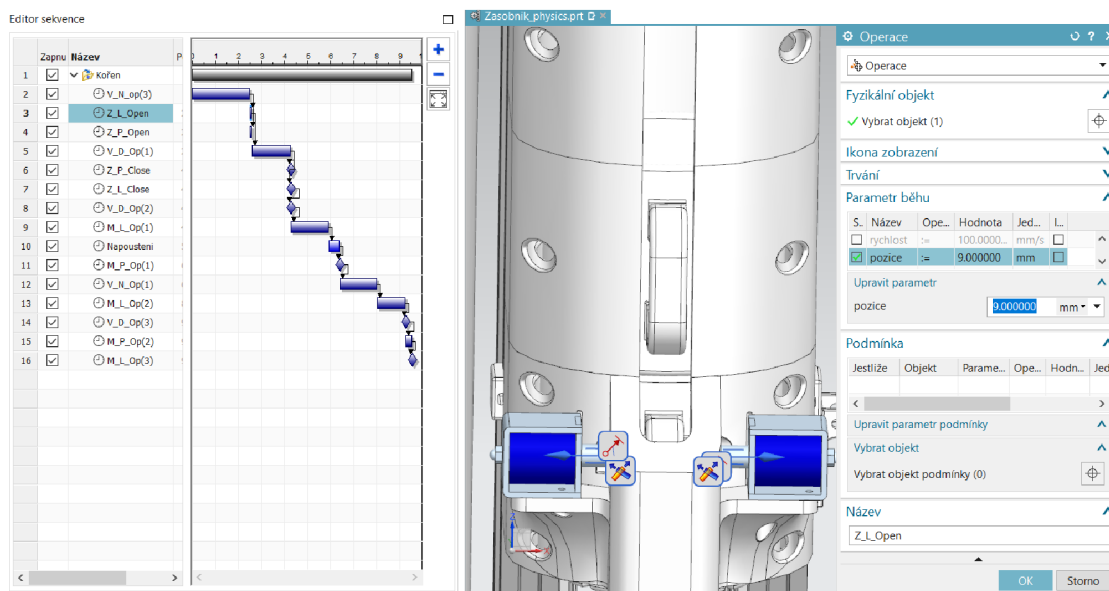 Editor sekvence
Zapnu Název P
0 1 2 3 4 5 6 7 8 9
1 Kořen
2 V_N_op(3)
3 Z_L_Open
4 Z_P_Open
5 V_D_Op(1)
6 Z_P_Close
7 Z_L_Close
8 V_D_Op(2)
9 M_L_Op(1)
10 Napousteni
11 M_P_Op(1)
12 V_N_Op(1)
13 M_L_Op(2)
14 V_D_Op(3)
15 M_P_Op(2)
16 M_L_Op(3)
Zasobnik_physics.prt
Operace
Operace
Fyzikální objekt
Vybrat objekt (1)
Ikona zobrazení
Trvání
Parametr běhu
S.. Název Ope... Hodnota Jed... I...
rychlost := 100.0000... mm/s
pozice := 9.000000 mm
Upravit parametr
pozice 9.000000 mm
Podmínka
Jestliže Objekt Parame... Ope... Hodn... Jed
Upravit parametr podmínky
Vybrat objekt
Vybrat objekt podmínky (0)
Název
Z_L_Open
OK Storno